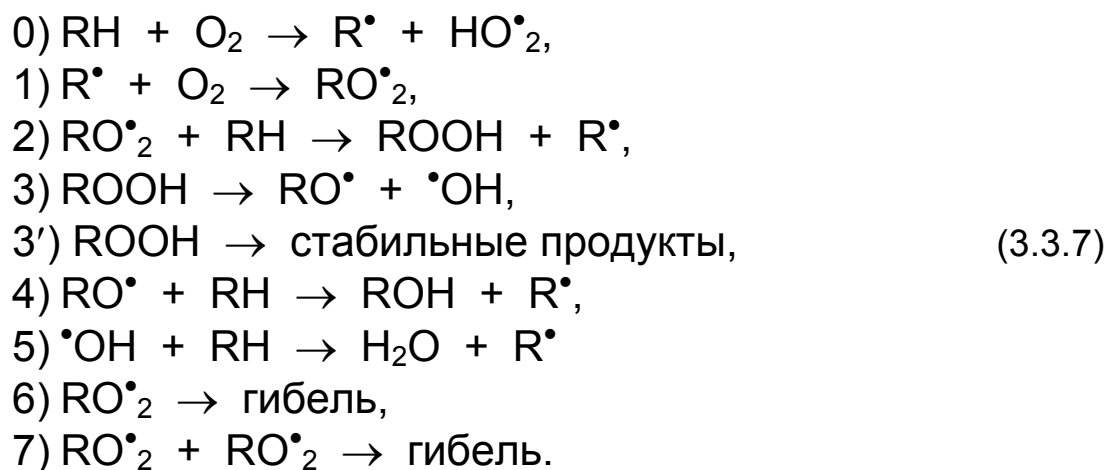 0) RH + O₂ → R• + HO•₂,
1) R• + O₂ → RO•₂,
2) RO•₂ + RH → ROOH + R•,
3) ROOH → RO• + •OH,
3′) ROOH → стабильные продукты, (3.3.7)
4) RO• + RH → ROH + R•,
5) •OH + RH → H₂O + R•
6) RO•₂ → гибель,
7) RO•₂ + RO•₂ → гибель.